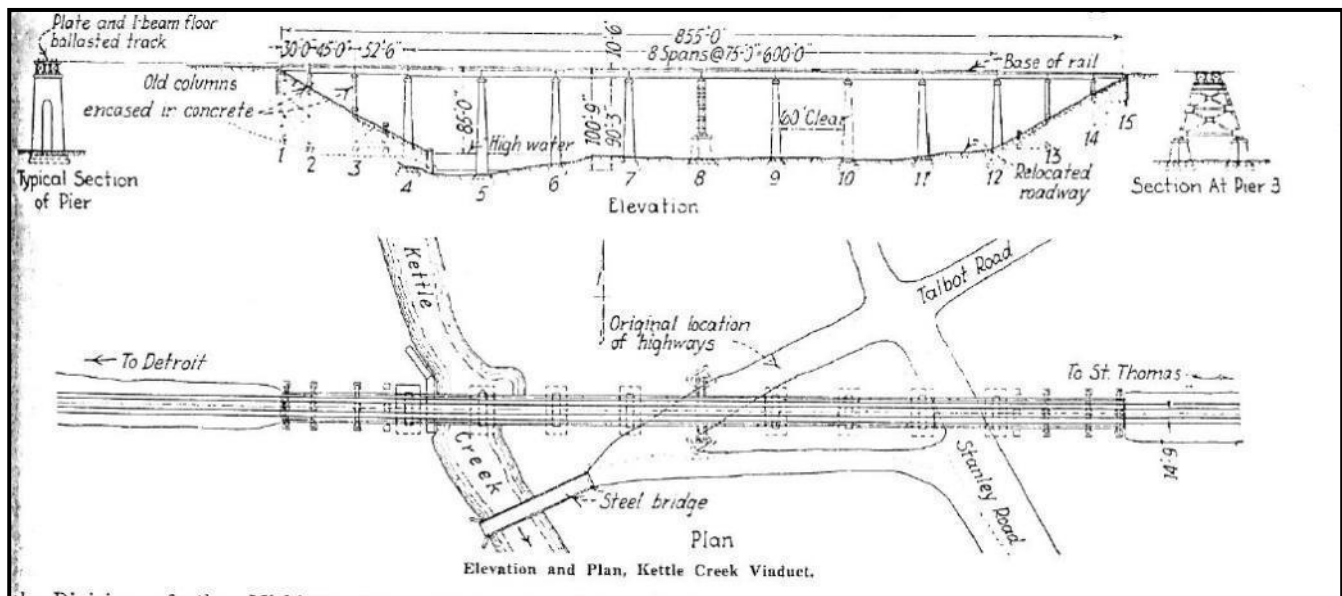 Plate and I-beam floor
ballasted track
Old columns
encased in concrete
Typical Section
of Pier
855'-0"
30'-0"
45'-0"
52'-6"
10'-6"
8 Spans @ 75'-0" = 600'-0"
Base of rail
High water
100'-9"
90'-3"
60' Clear
1
2
3
4
5
6
7
8
9
10
11
12
13
14
15
Relocated
roadway
Elevation
Section At Pier 3
Kettle
Creek
Talbot Road
Original location
of highways
To Detroit
To St. Thomas
14'-9
Stanley Road
Steel bridge
Plan
Elevation and Plan, Kettle Creek Viaduct.